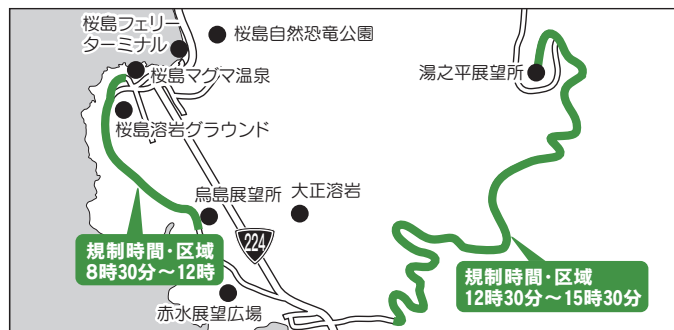 桜島フェリー
ターミナル
桜島自然恐竜公園
桜島マグマ温泉
湯之平展望所
桜島溶岩グラウンド
烏島展望所
大正溶岩
224
規制時間・区域
8時30分～12時
規制時間・区域
12時30分～15時30分
赤水展望広場